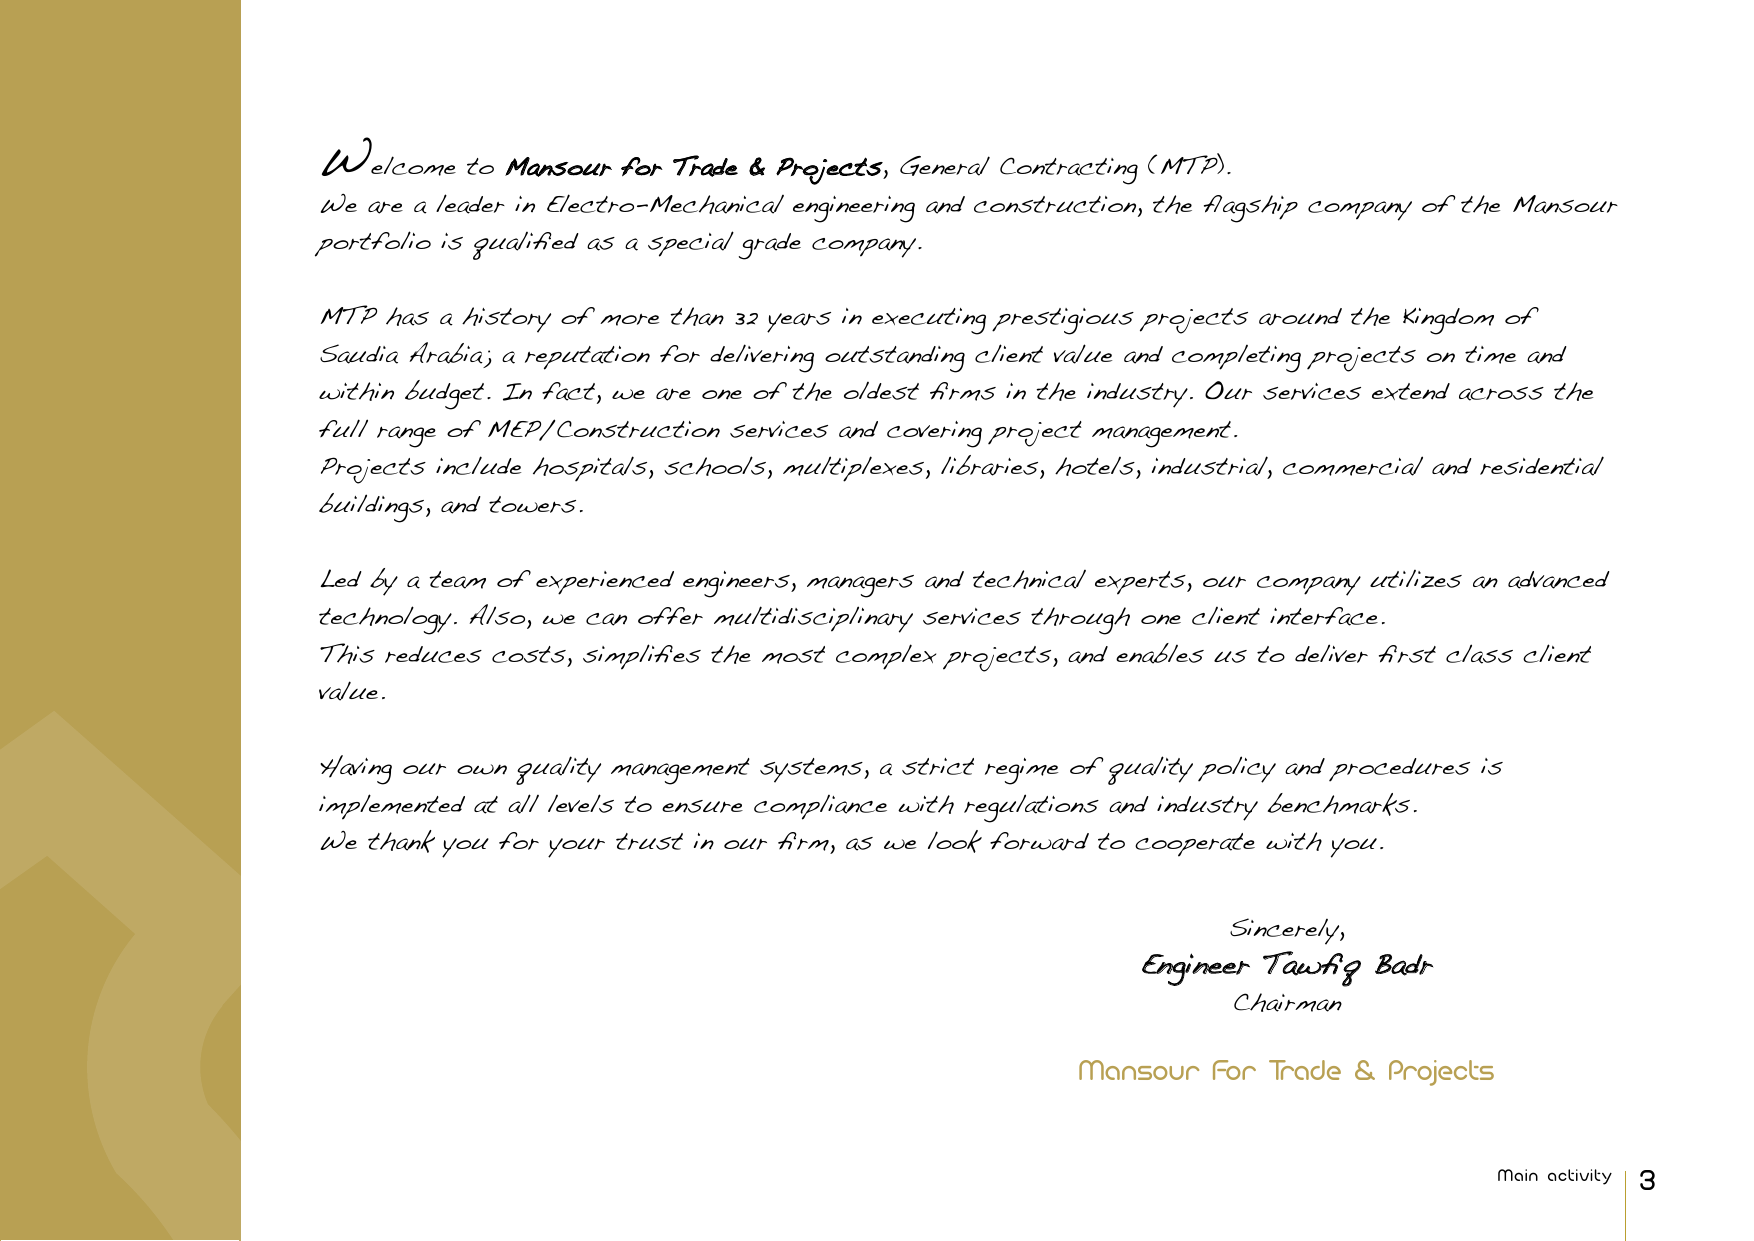 Welcome to Mansour for Trade & Projects, General Contracting (MTP).
We are a leader in Electro-Mechanical engineering and construction, the flagship company of the Mansour
portfolio is qualified as a special grade company.
MTP has a history of more than 32 years in executing prestigious projects around the Kingdom of
Saudia Arabia; a reputation for delivering outstanding client value and completing projects on time and
within budget. In fact, we are one of the oldest firms in the industry. Our services extend across the
full range of MEP/Construction services and covering project management.
Projects include hospitals, schools, multiplexes, libraries, hotels, industrial, commercial and residential
buildings, and towers.
Led by a team of experienced engineers, managers and technical experts, our company utilizes an advanced
technology. Also, we can offer multidisciplinary services through one client interface.
This reduces costs, simplifies the most complex projects, and enables us to deliver first class client
value.
Having our own quality management systems, a strict regime of quality policy and procedures is
implemented at all levels to ensure compliance with regulations and industry benchmarks.
We thank you for your trust in our firm, as we look forward to cooperate with you.
Sincerely,
Engineer Tawfiq Badr
Chairman
Mansour For Trade & Projects
Main activity 3